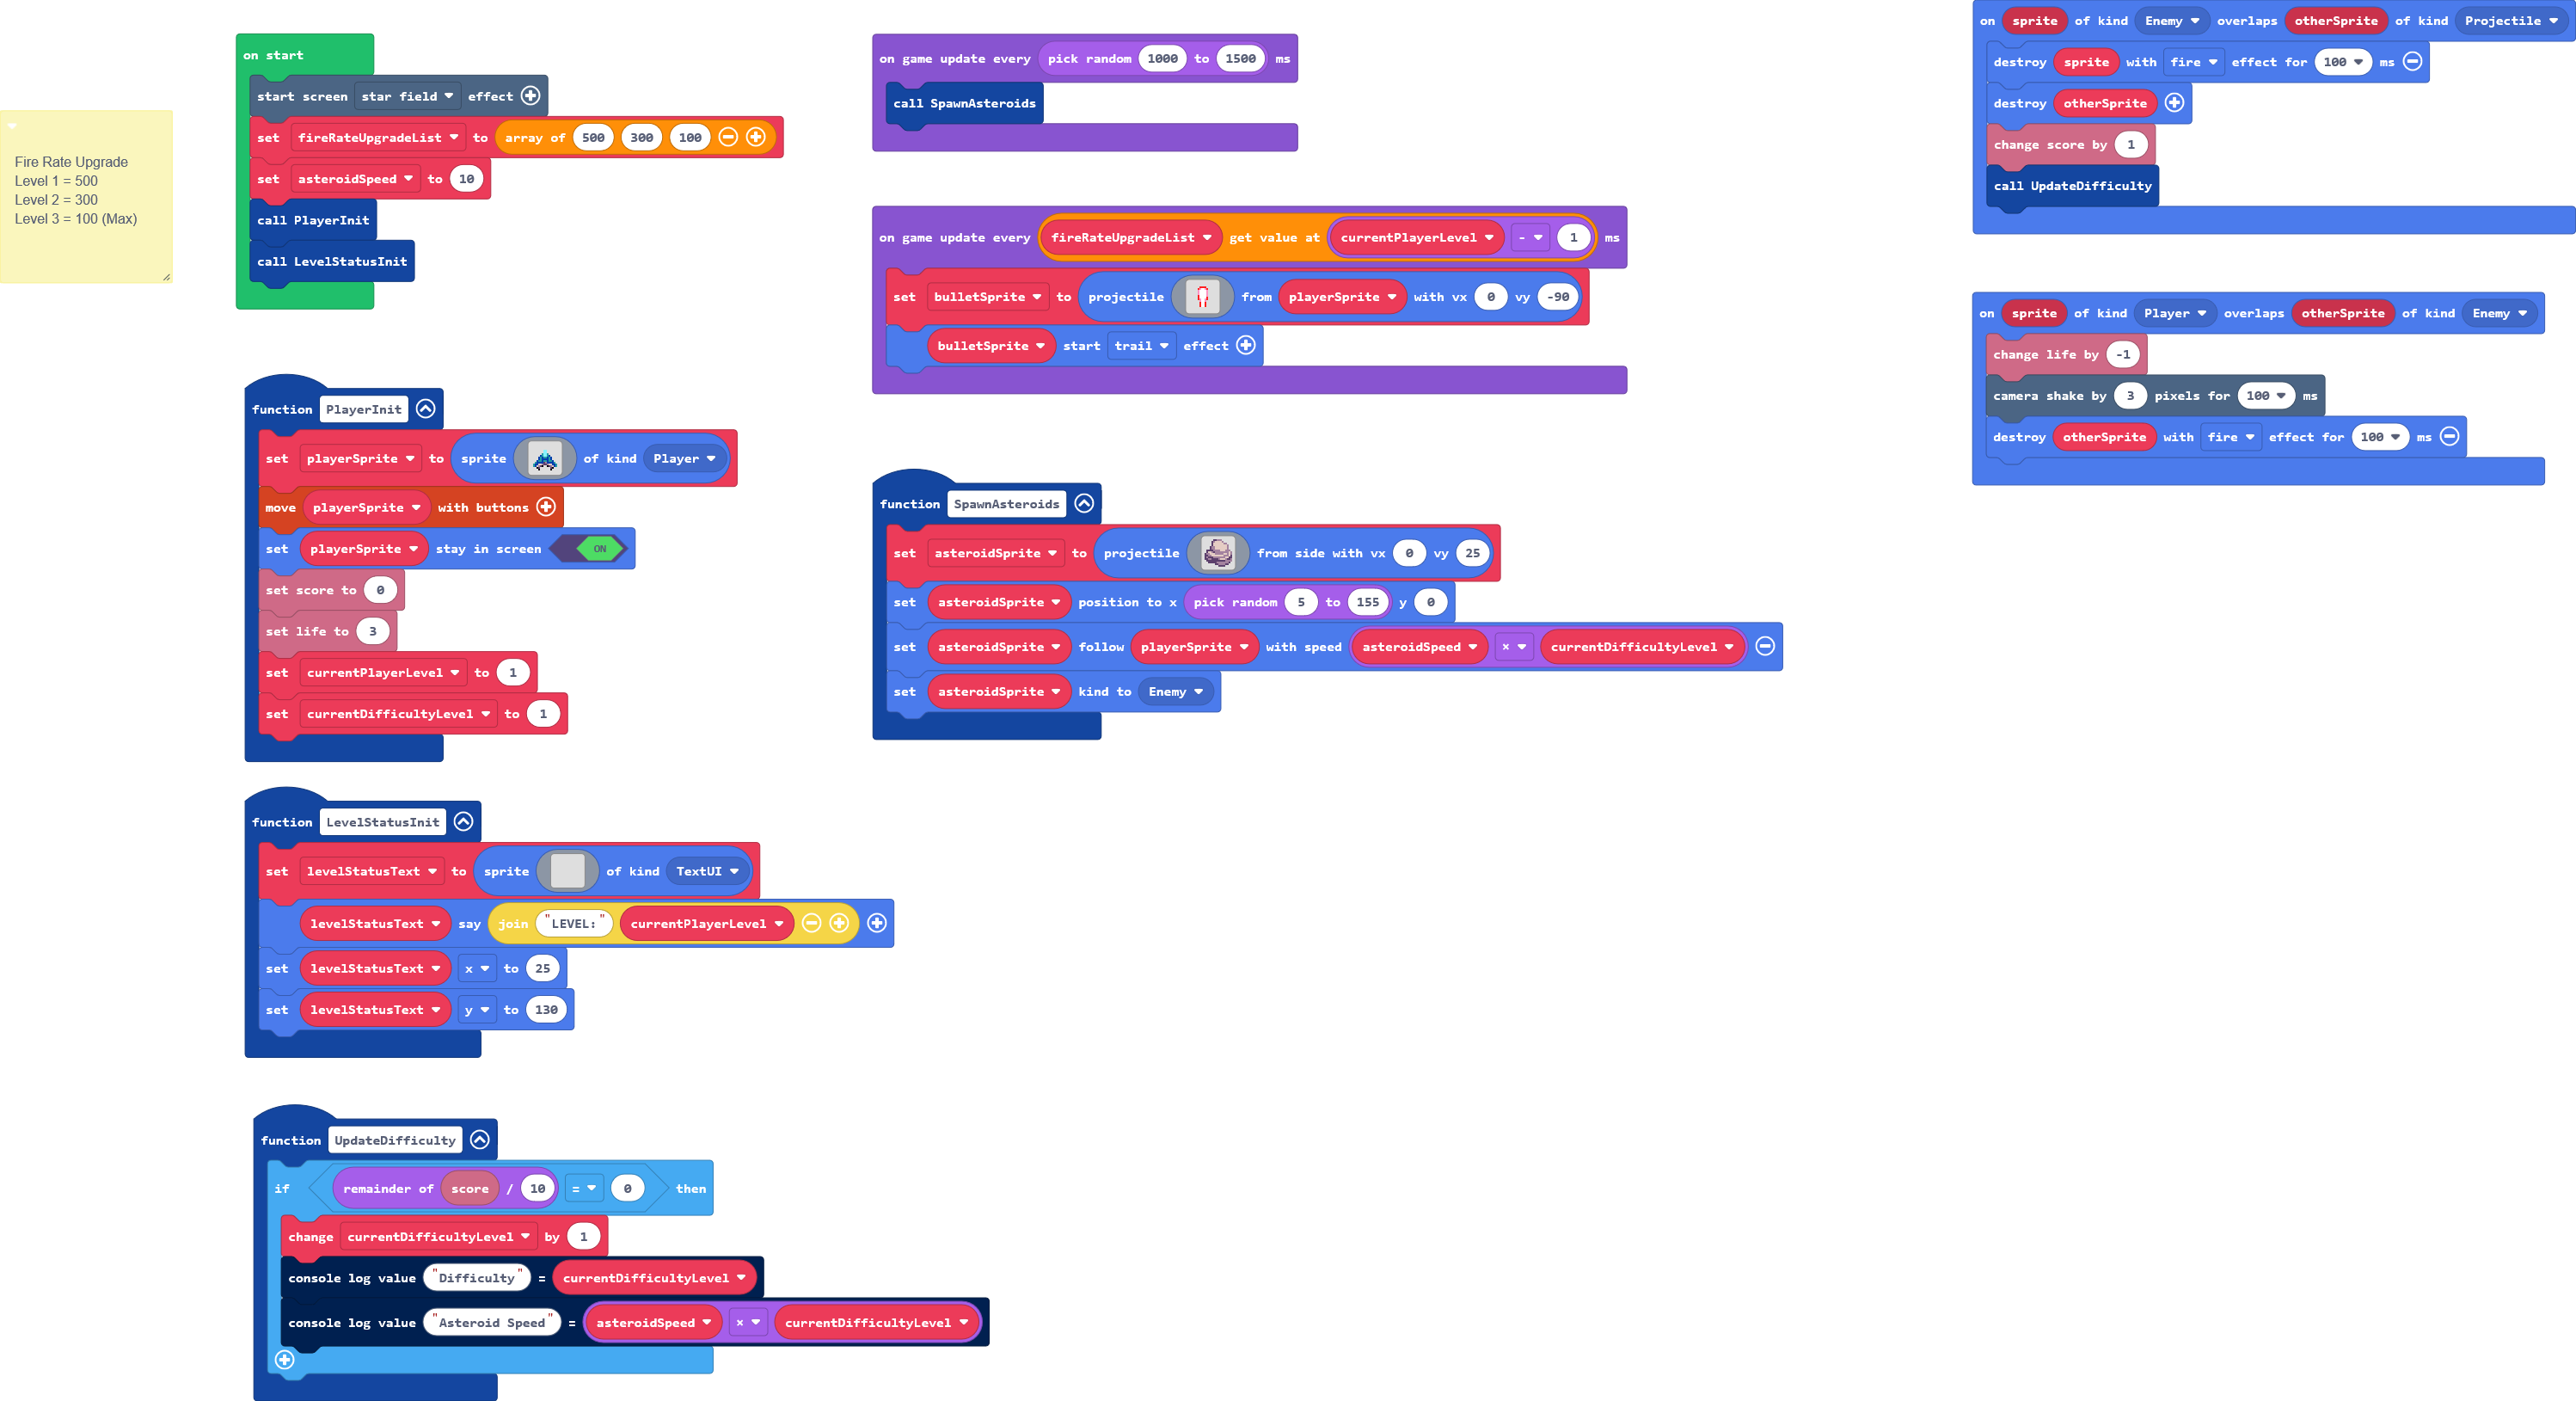 Fire Rate Upgrade
Level 1 = 500
Level 2 = 300
Level 3 = 100 (Max)
on start
start screen star field effect
set fireRateUpgradeList to array of 500 300 100
set asteroidSpeed to 10
call PlayerInit
call LevelStatusInit
function PlayerInit
set playerSprite to sprite of kind Player
move playerSprite with buttons
set playerSprite stay in screen ON
set score to 0
set life to 3
set currentPlayerLevel to 1
set currentDifficultyLevel to 1
function LevelStatusInit
set levelStatusText to sprite of kind TextUI
levelStatusText say join "LEVEL:" currentPlayerLevel
set levelStatusText x to 25
set levelStatusText y to 130
function UpdateDifficulty
if remainder of score / 10 = 0 then
change currentDifficultyLevel by 1
console log value "Difficulty" = currentDifficultyLevel
console log value "Asteroid Speed" = asteroidSpeed × currentDifficultyLevel
on game update every pick random 1000 to 1500 ms
call SpawnAsteroids
on game update every fireRateUpgradeList get value at currentPlayerLevel - 1 ms
set bulletSprite to projectile from playerSprite with vx 0 vy -90
bulletSprite start trail effect
function SpawnAsteroids
set asteroidSprite to projectile from side with vx 0 vy 25
set asteroidSprite position to x pick random 5 to 155 y 0
set asteroidSprite follow playerSprite with speed asteroidSpeed × currentDifficultyLevel
set asteroidSprite kind to Enemy
on sprite of kind Enemy overlaps otherSprite of kind Projectile
destroy sprite with fire effect for 100 ms
destroy otherSprite
change score by 1
call UpdateDifficulty
on sprite of kind Player overlaps otherSprite of kind Enemy
change life by -1
camera shake by 3 pixels for 100 ms
destroy otherSprite with fire effect for 100 ms